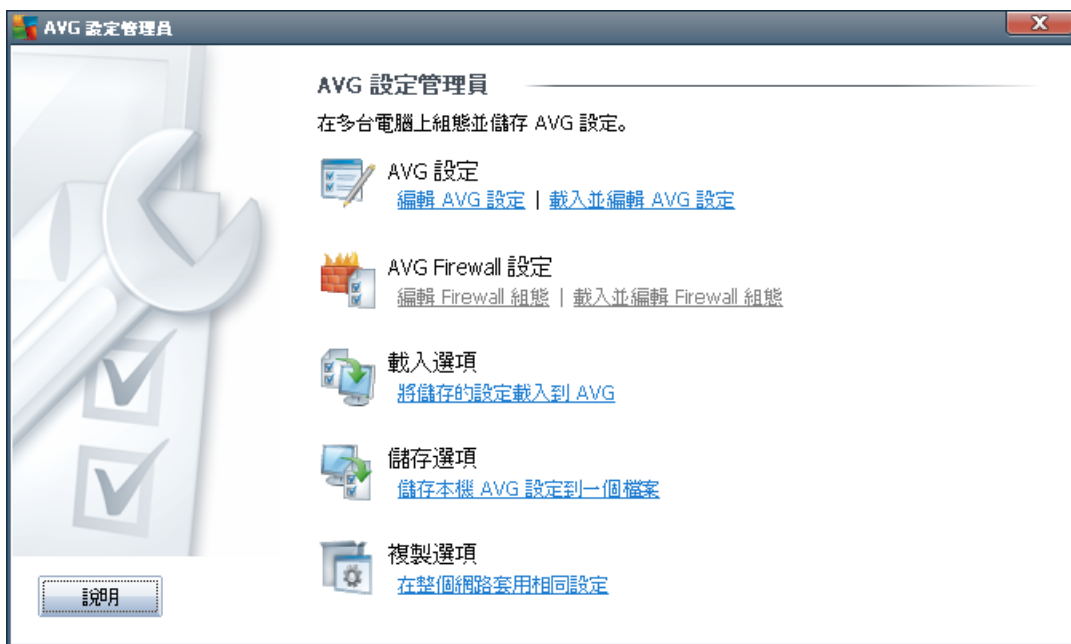 AVG 設定管理員
AVG 設定管理員
在多台電腦上組態並儲存 AVG 設定。
AVG 設定
編輯 AVG 設定 | 載入並編輯 AVG 設定
AVG Firewall 設定
編輯 Firewall 組態 | 載入並編輯 Firewall 組態
載入選項
將儲存的設定載入到 AVG
儲存選項
儲存本機 AVG 設定到一個檔案
複製選項
在整個網路套用相同設定
說明